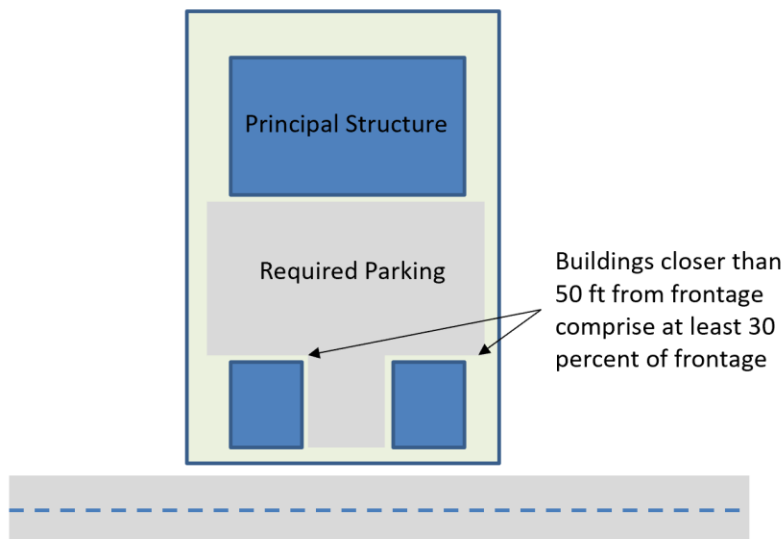 Principal Structure
Required Parking
Buildings closer than
50 ft from frontage
comprise at least 30
percent of frontage